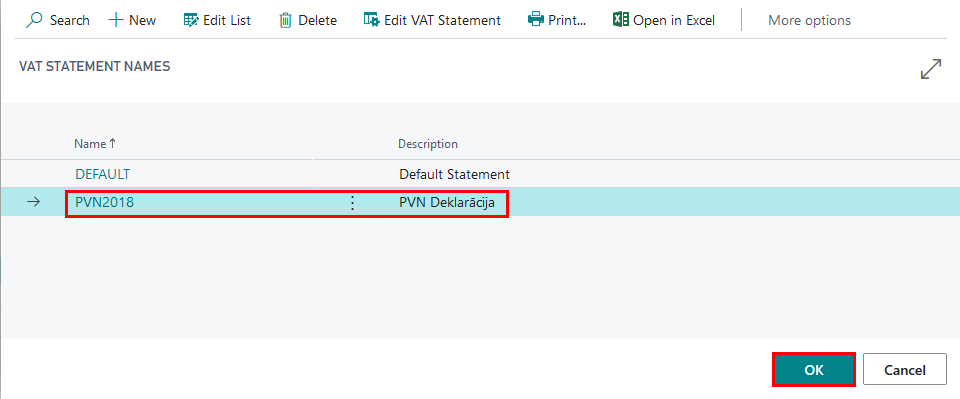 Search New Edit List Delete Edit VAT Statement Print... Open in Excel More options
VAT STATEMENT NAMES
Name Description
DEFAULT Default Statement
PVN2018 PVN Deklarācija
OK Cancel